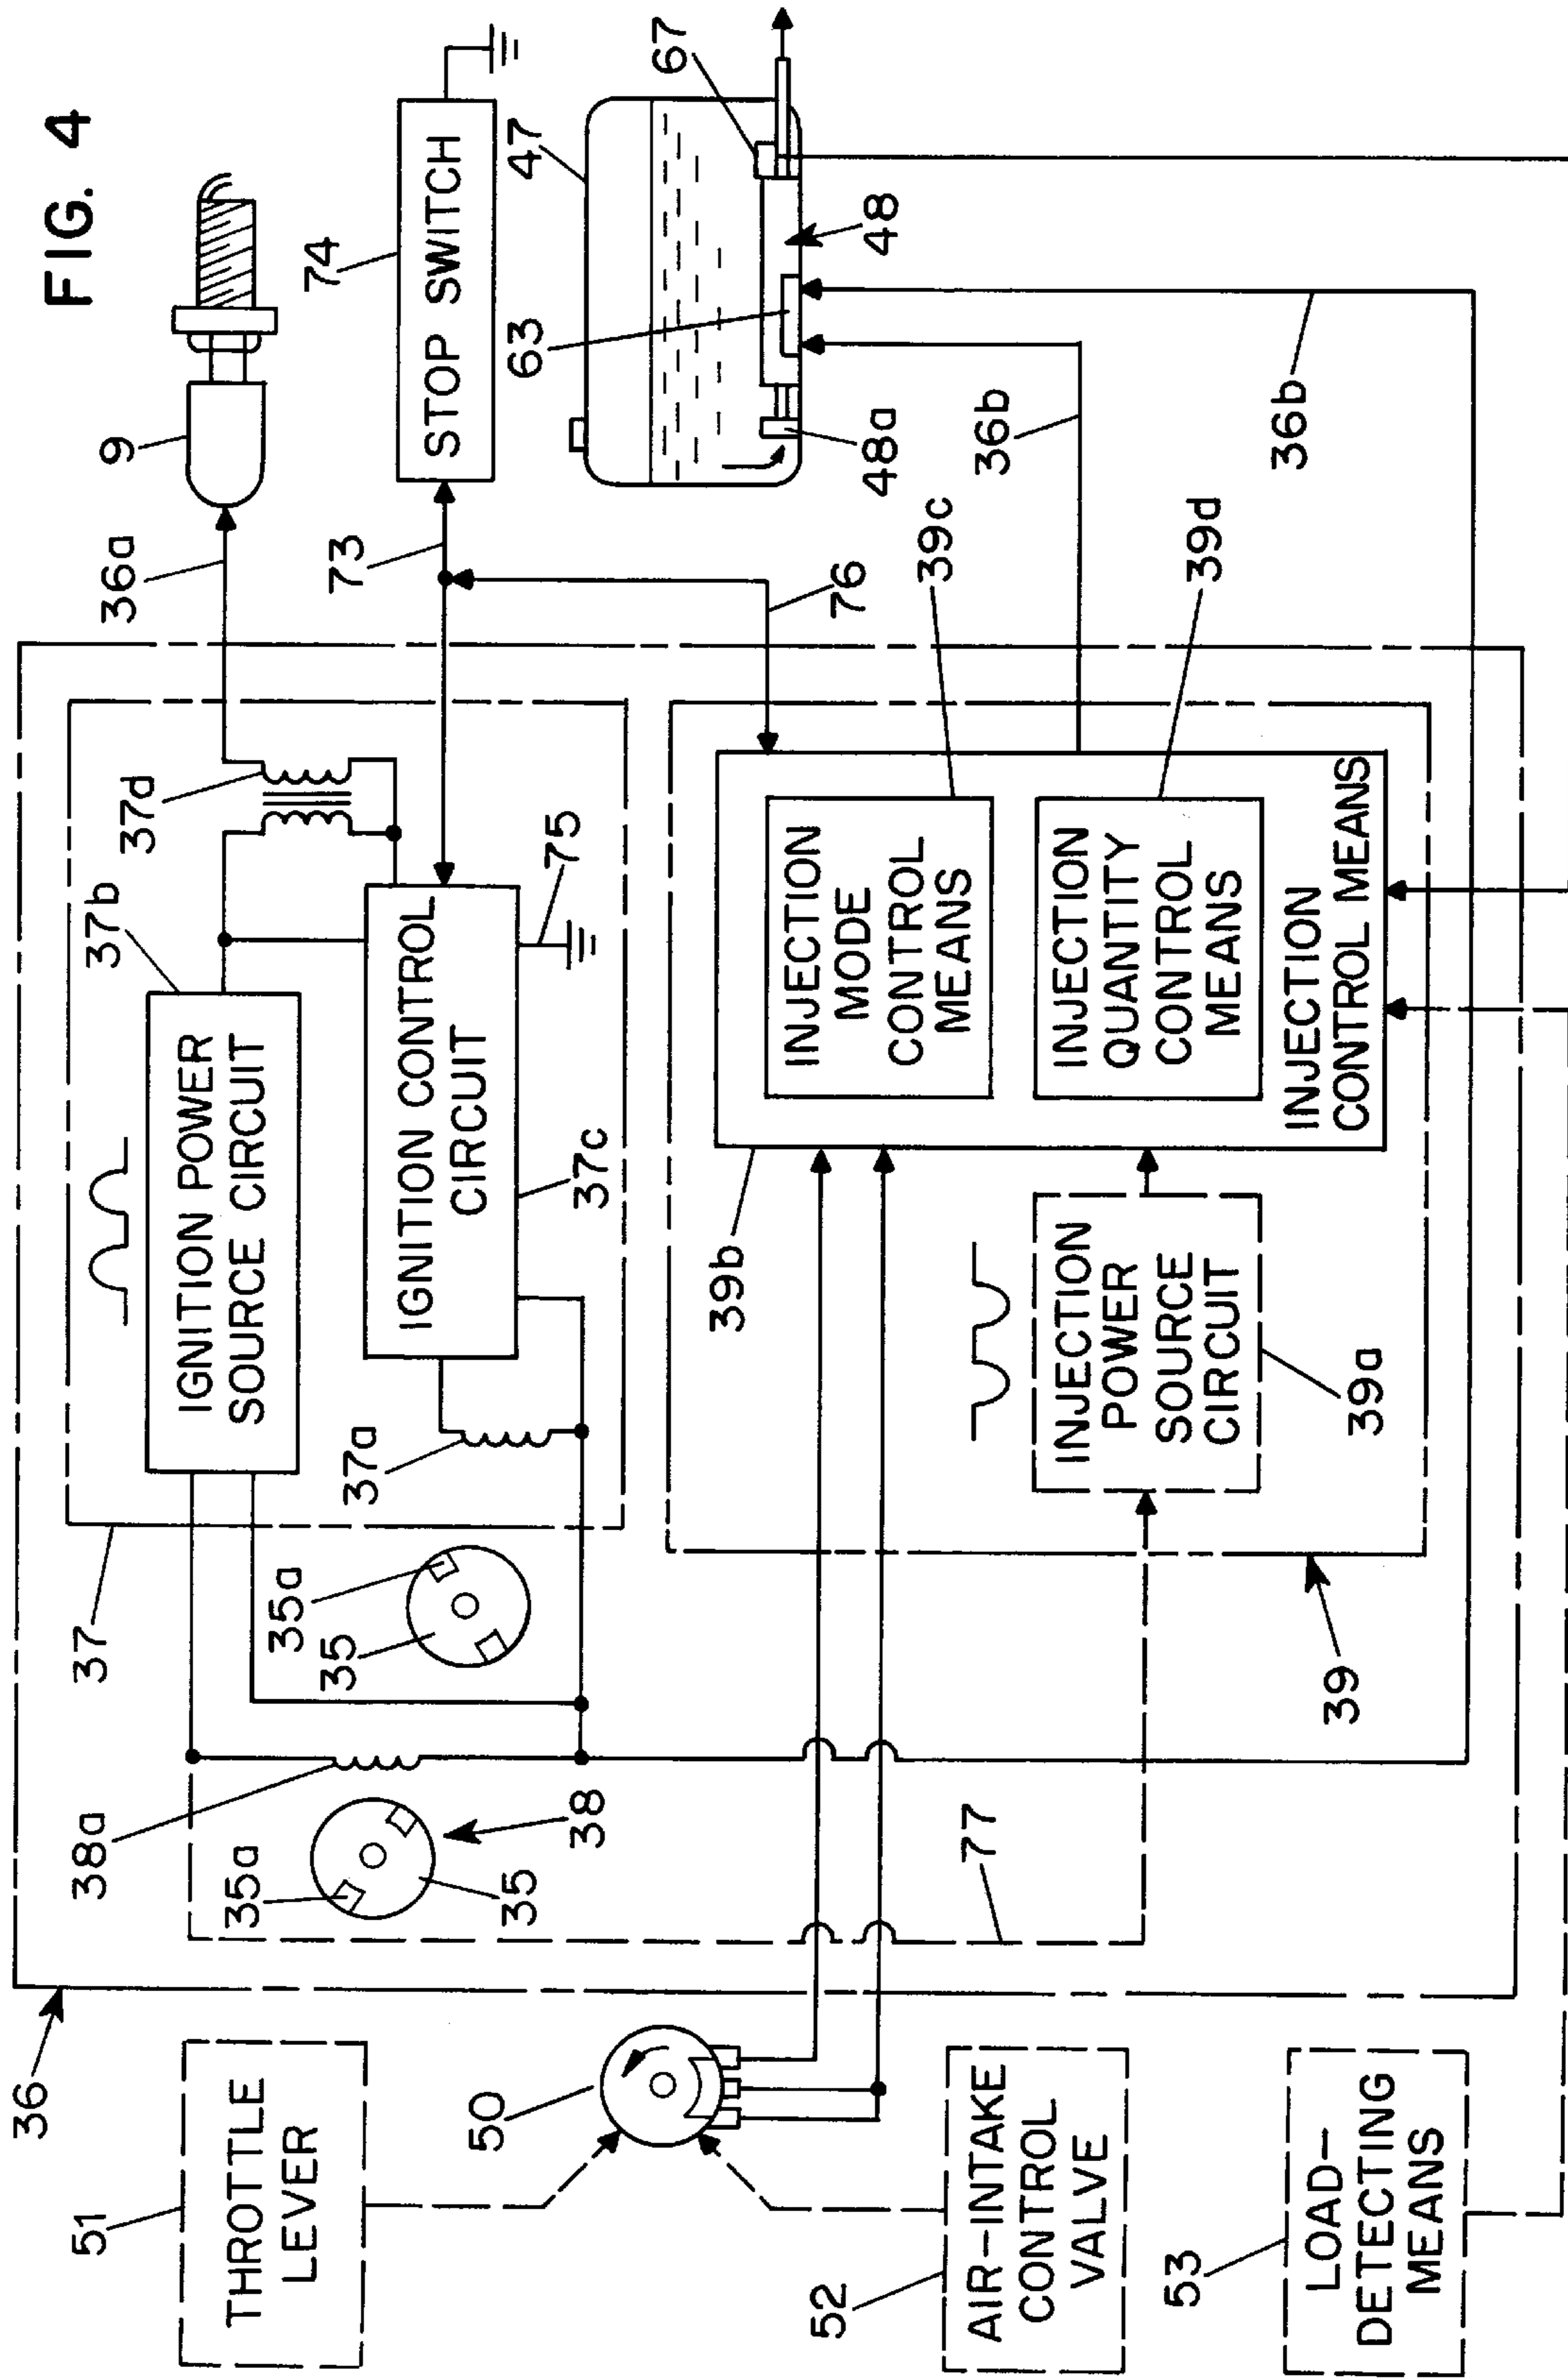 FIG. 4
36
37
37b
37d
36a
9
IGNITION POWER
SOURCE CIRCUIT
74
STOP SWITCH
73
38a
35a
35
38
35a
35
37a
IGNITION CONTROL
CIRCUIT
37c
75
47
67
63
48
48a
76
51
THROTTLE
LEVER
50
77
39b
INJECTION
MODE
CONTROL
MEANS
39c
36b
36b
INJECTION
QUANTITY
CONTROL
MEANS
39d
INJECTION
CONTROL MEANS
INJECTION
POWER
SOURCE
CIRCUIT
39a
39
52
AIR-INTAKE
CONTROL
VALVE
53
LOAD-
DETECTING
MEANS